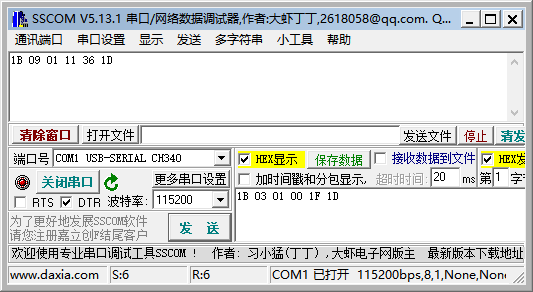 SSCOM V5.13.1 串口/网络数据调试器,作者:大虾丁丁,2618058@qq.com. Q...
通讯端口 串口设置 显示 发送 多字符串 小工具 帮助
1B 09 01 11 36 1D
清除窗口 打开文件 发送文件 停止 清发
端口号 COM1 USB-SERIAL CH340 HEX显示 保存数据 接收数据到文件 HEX发
关闭串口 更多串口设置 加时间戳和分包显示, 超时时间: 20 ms 第 1 字节
RTS DTR 波特率: 115200 1B 03 01 00 1F 1D
为了更好地发展SSCOM软件
请您注册嘉立创F结尾客户 发 送
欢迎使用专业串口调试工具SSCOM ! 作者: 习小猛(丁丁),大虾电子网版主 最新版本下载地址
www.daxia.com S:6 R:6 COM1 已打开 115200bps,8,1,None,None